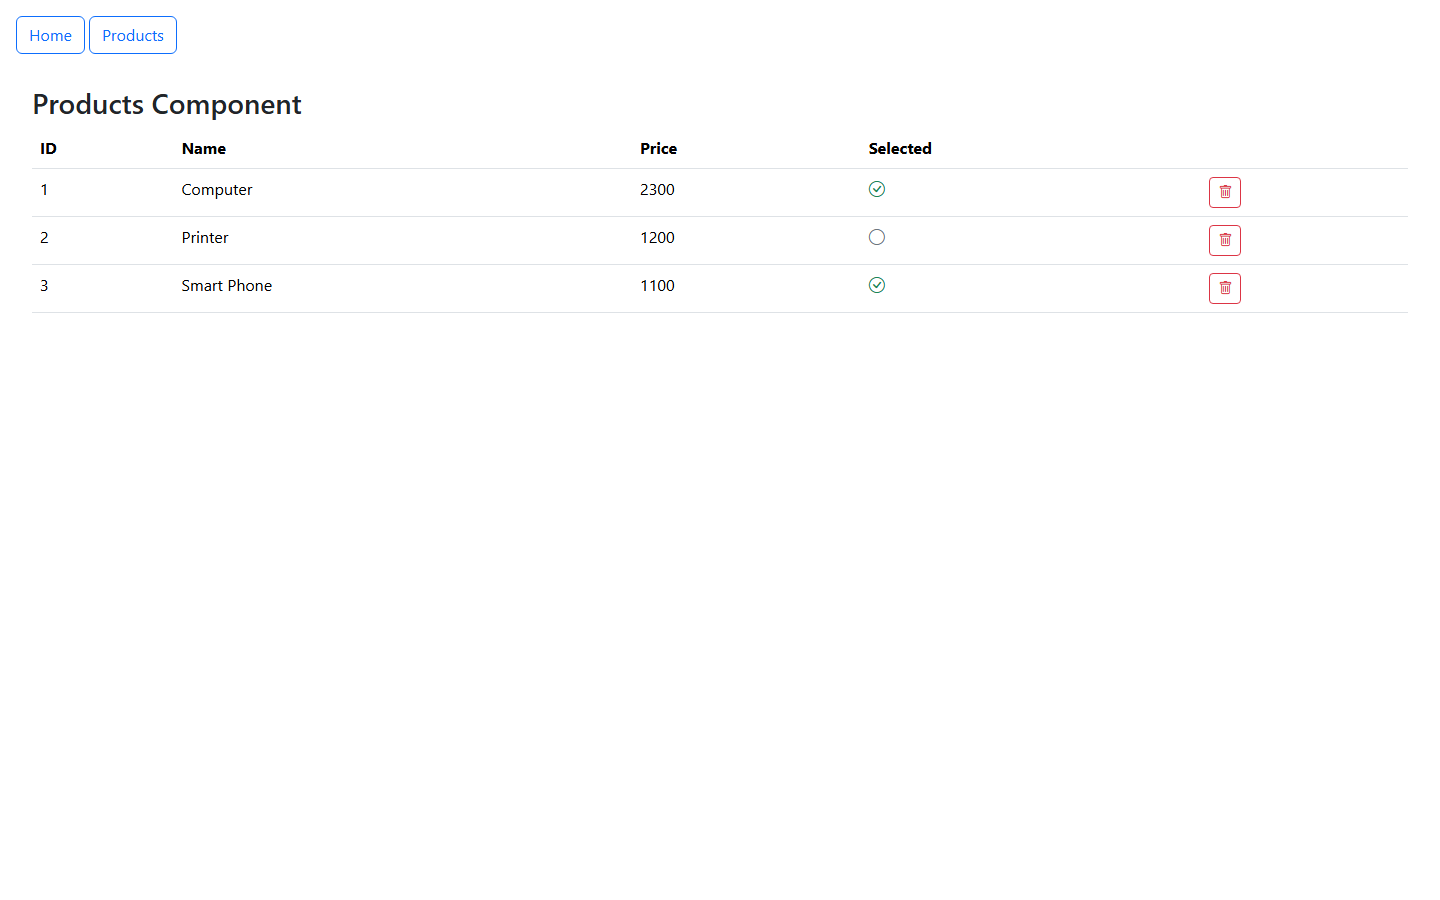 Home Products
Products Component
ID Name Price Selected
1 Computer 2300
2 Printer 1200
3 Smart Phone 1100